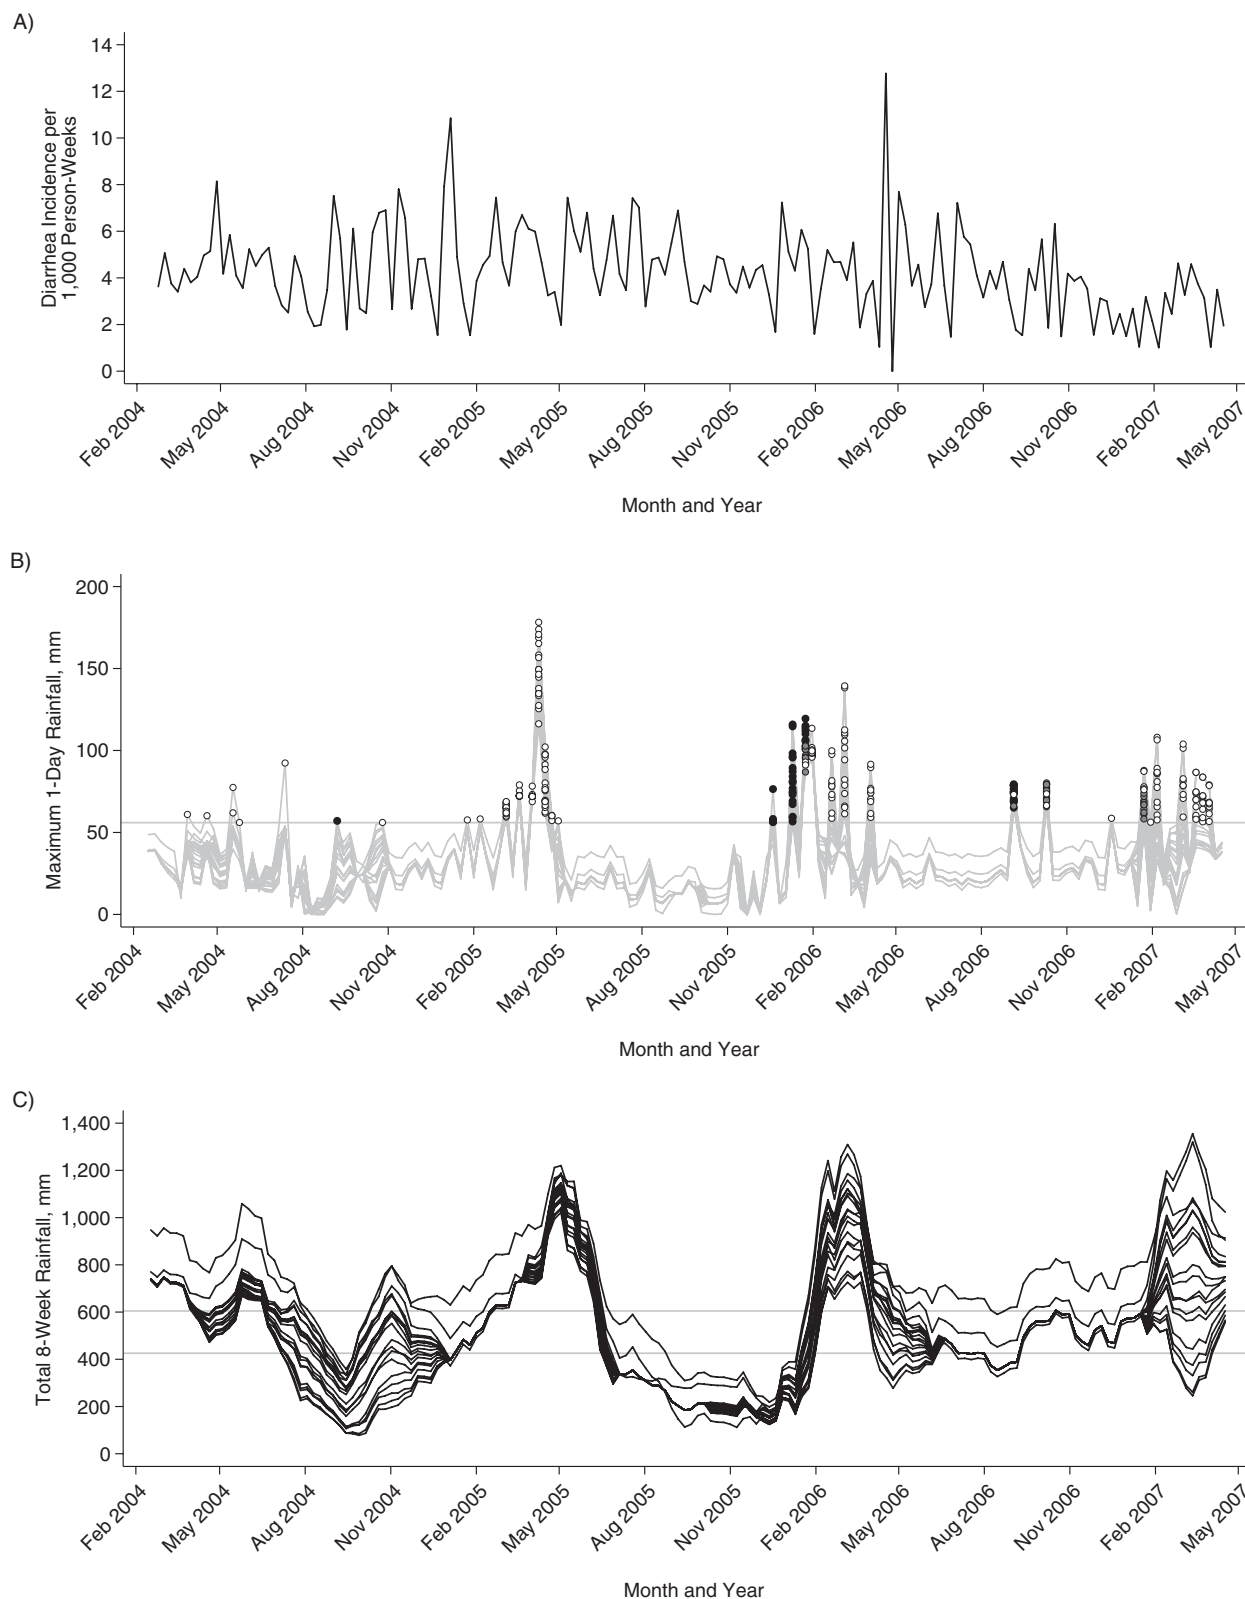 A)
Diarrhea Incidence per
1,000 Person-Weeks
14
12
10
8
6
4
2
0
Feb 2004
May 2004
Aug 2004
Nov 2004
Feb 2005
May 2005
Aug 2005
Nov 2005
Feb 2006
May 2006
Aug 2006
Nov 2006
Feb 2007
May 2007
Month and Year
B)
Maximum 1-Day Rainfall, mm
200
150
100
50
0
Feb 2004
May 2004
Aug 2004
Nov 2004
Feb 2005
May 2005
Aug 2005
Nov 2005
Feb 2006
May 2006
Aug 2006
Nov 2006
Feb 2007
May 2007
Month and Year
C)
Total 8-Week Rainfall, mm
1,400
1,200
1,000
800
600
400
200
0
Feb 2004
May 2004
Aug 2004
Nov 2004
Feb 2005
May 2005
Aug 2005
Nov 2005
Feb 2006
May 2006
Aug 2006
Nov 2006
Feb 2007
May 2007
Month and Year